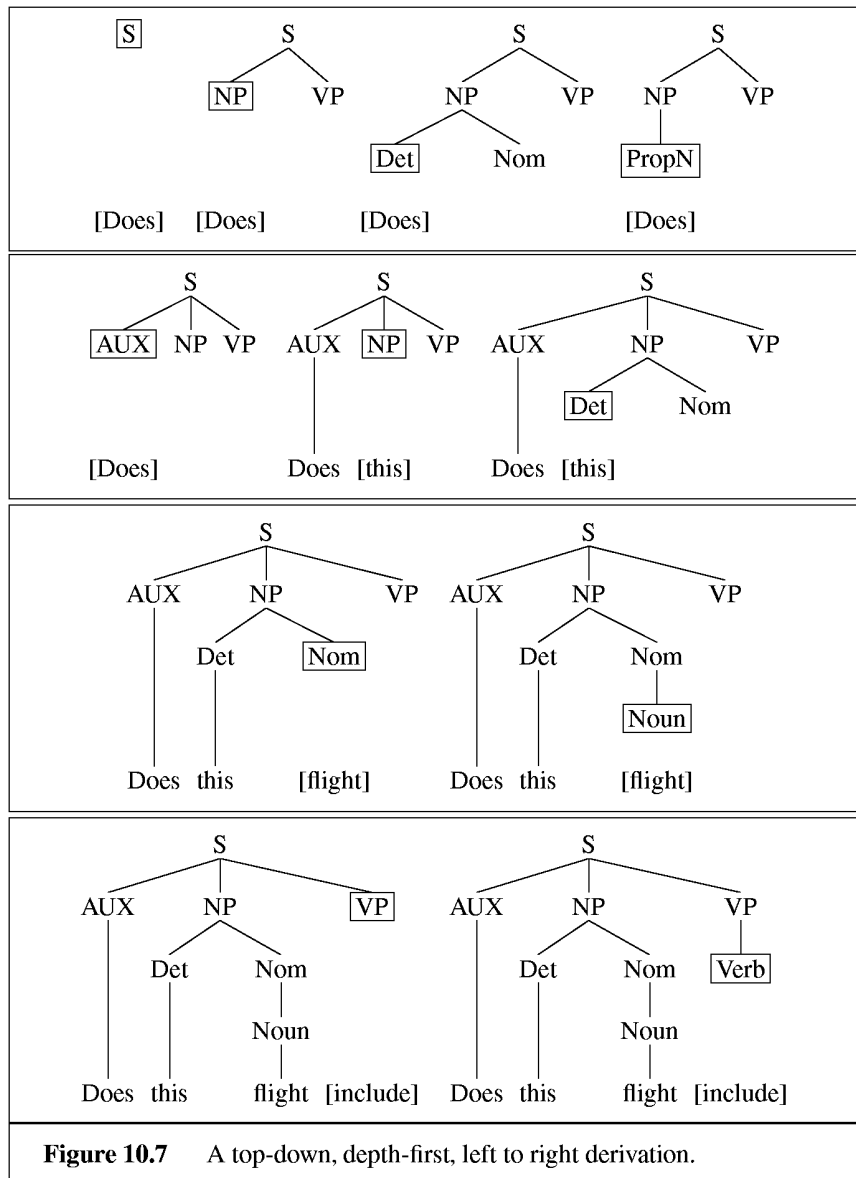 S S S S
NP VP NP VP NP VP
Det Nom PropN
[Does] [Does] [Does] [Does]
S S S
AUX NP VP AUX NP VP AUX NP VP
Det Nom
[Does] Does [this] Does [this]
S S
AUX NP VP AUX NP VP
Det Nom Det Nom
Noun
Does this [flight] Does this [flight]
S S
AUX NP VP AUX NP VP
Det Nom Det Nom Verb
Noun Noun
Does this flight [include] Does this flight [include]
Figure 10.7 A top-down, depth-first, left to right derivation.